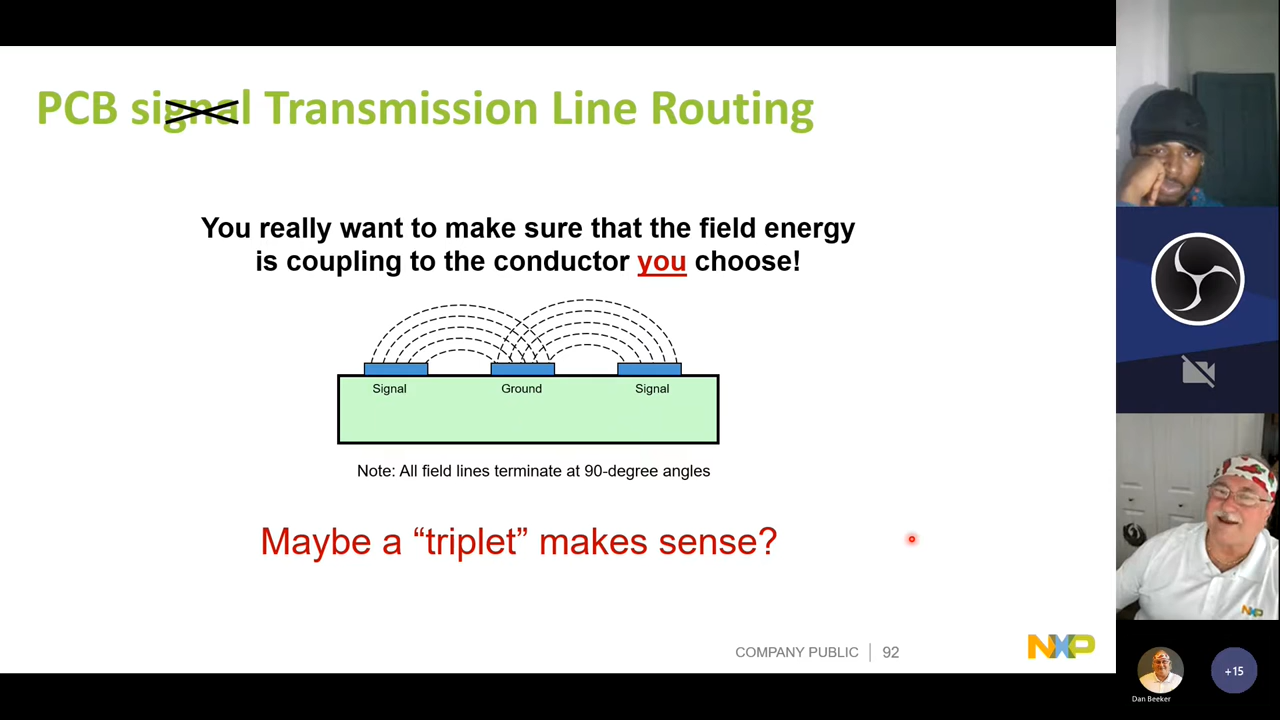 PCB signal Transmission Line Routing
You really want to make sure that the field energy
is coupling to the conductor you choose!
Signal Ground Signal
Note: All field lines terminate at 90-degree angles
Maybe a “triplet” makes sense?
COMPANY PUBLIC | 92
NXP
NXP
Dan Beeker
+15